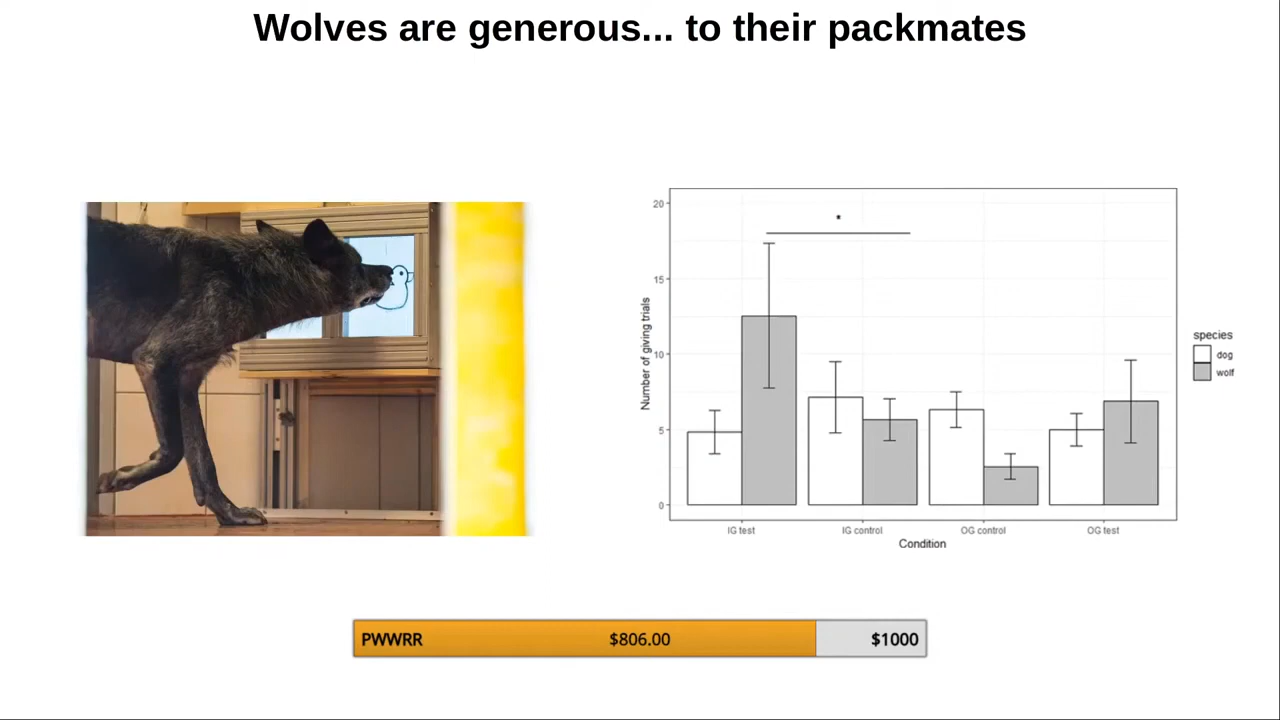 Wolves are generous... to their packmates
20
15
10
5
0
Number of giving trials
*
IG test
IG control
OG control
OG test
Condition
species
dog
wolf
PWWRR $806.00 $1000